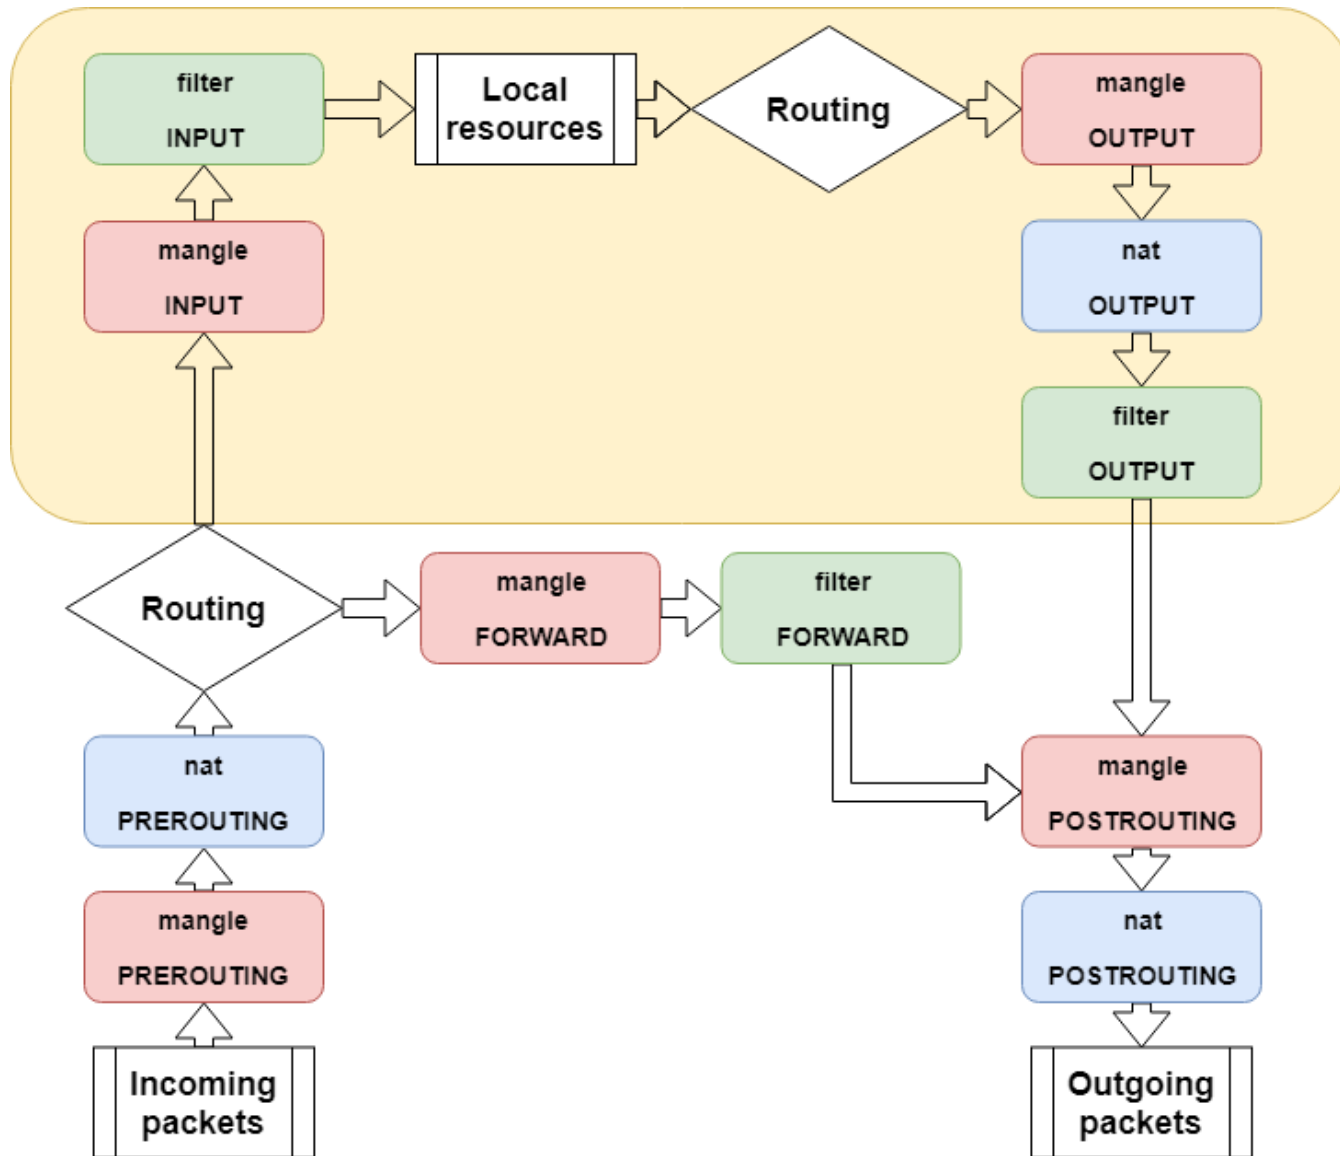 filter
INPUT
Local
resources
Routing
mangle
OUTPUT
mangle
INPUT
nat
OUTPUT
filter
OUTPUT
Routing
mangle
FORWARD
filter
FORWARD
nat
PREROUTING
mangle
POSTROUTING
mangle
PREROUTING
nat
POSTROUTING
Incoming
packets
Outgoing
packets